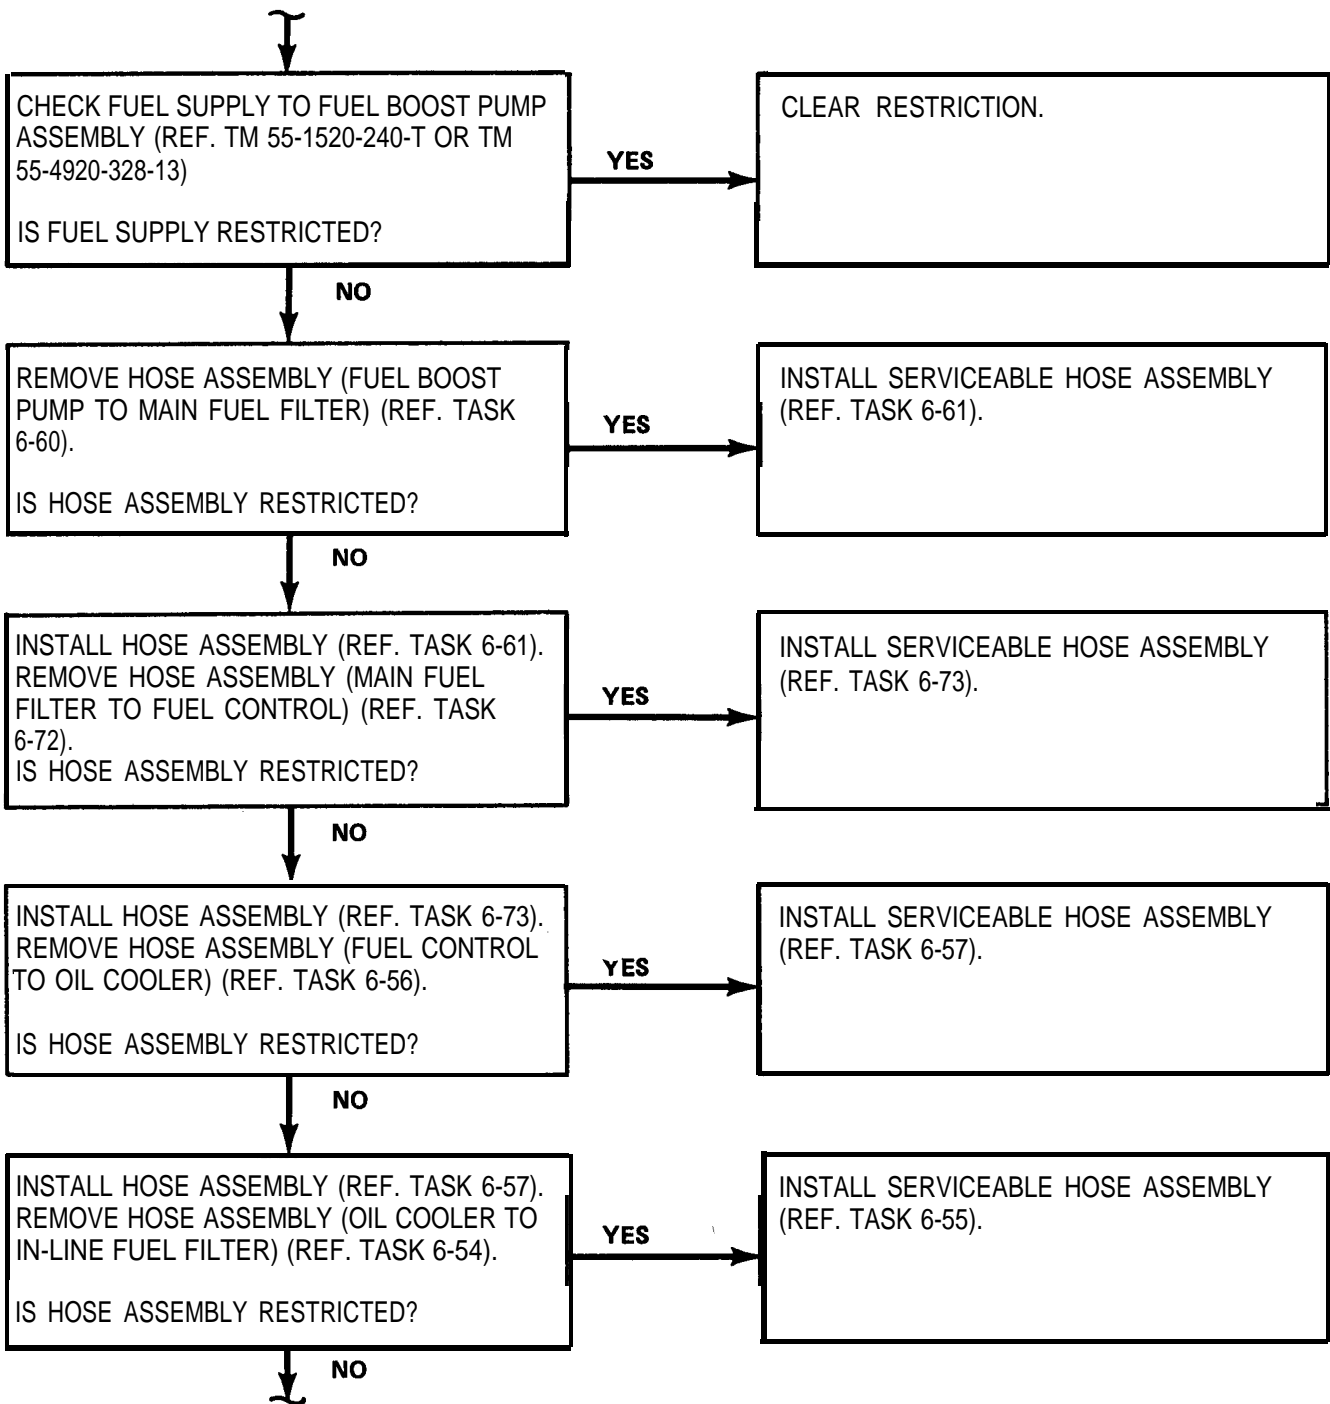 CHECK FUEL SUPPLY TO FUEL BOOST PUMP
ASSEMBLY (REF. TM 55-1520-240-T OR TM
55-4920-328-13)
IS FUEL SUPPLY RESTRICTED?
YES
CLEAR RESTRICTION.
NO
REMOVE HOSE ASSEMBLY (FUEL BOOST
PUMP TO MAIN FUEL FILTER) (REF. TASK
6-60).
IS HOSE ASSEMBLY RESTRICTED?
YES
INSTALL SERVICEABLE HOSE ASSEMBLY
(REF. TASK 6-61).
NO
INSTALL HOSE ASSEMBLY (REF. TASK 6-61).
REMOVE HOSE ASSEMBLY (MAIN FUEL
FILTER TO FUEL CONTROL) (REF. TASK
6-72).
IS HOSE ASSEMBLY RESTRICTED?
YES
INSTALL SERVICEABLE HOSE ASSEMBLY
(REF. TASK 6-73).
NO
INSTALL HOSE ASSEMBLY (REF. TASK 6-73).
REMOVE HOSE ASSEMBLY (FUEL CONTROL
TO OIL COOLER) (REF. TASK 6-56).
IS HOSE ASSEMBLY RESTRICTED?
YES
INSTALL SERVICEABLE HOSE ASSEMBLY
(REF. TASK 6-57).
NO
INSTALL HOSE ASSEMBLY (REF. TASK 6-57).
REMOVE HOSE ASSEMBLY (OIL COOLER TO
IN-LINE FUEL FILTER) (REF. TASK 6-54).
IS HOSE ASSEMBLY RESTRICTED?
YES
INSTALL SERVICEABLE HOSE ASSEMBLY
(REF. TASK 6-55).
NO